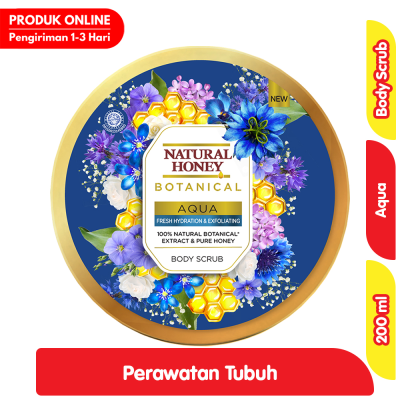 PRODUK ONLINE
Pengiriman 1-3 Hari
NEW
NATURAL
HONEY
BOTANICAL
AQUA
FRESH HYDRATION & EXFOLIATING
100% NATURAL BOTANICAL*
EXTRACT & PURE HONEY
BODY SCRUB
Body Scrub
Aqua
200 ml
Perawatan Tubuh